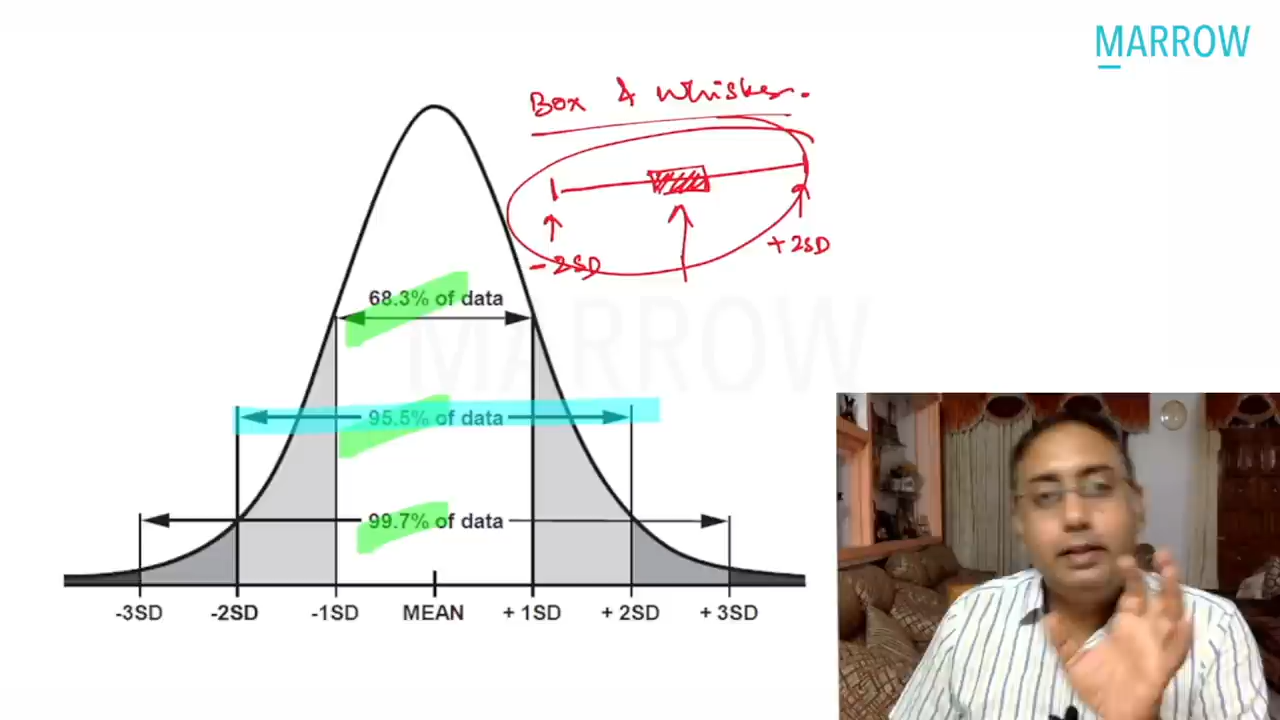 MARROW
Box & Whisker.
-2SD
+2SD
68.3% of data
MARROW
95.5% of data
99.7% of data
-3SD -2SD -1SD MEAN + 1SD + 2SD + 3SD